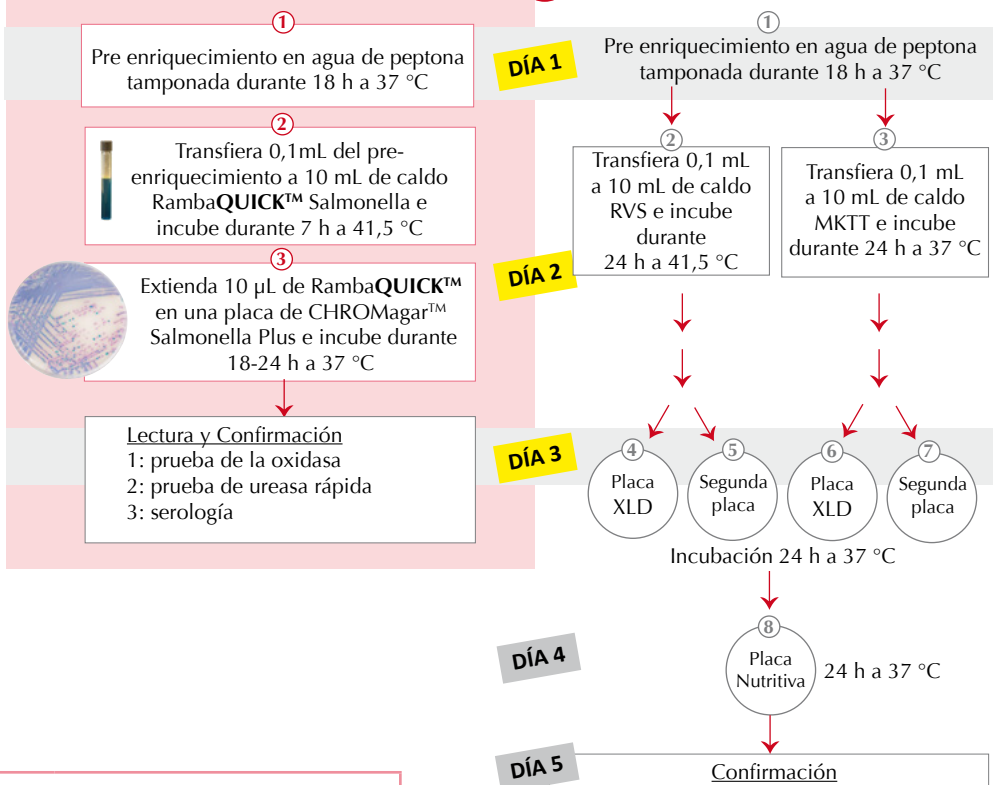 1
Pre enriquecimiento en agua de peptona
tamponada durante 18 h a 37 °C
2
Transfiera 0,1mL del pre-
enriquecimiento a 10 mL de caldo
RambaQUICK™ Salmonella e
incube durante 7 h a 41,5 °C
3
Extienda 10 µL de RambaQUICK™
en una placa de CHROMagar™
Salmonella Plus e incube durante
18-24 h a 37 °C
Lectura y Confirmación
1: prueba de la oxidasa
2: prueba de ureasa rápida
3: serología
DÍA 1
1
Pre enriquecimiento en agua de peptona
tamponada durante 18 h a 37 °C
DÍA 2
2
Transfiera 0,1 mL
a 10 mL de caldo
RVS e incube
durante
24 h a 41,5 °C
3
Transfiera 0,1 mL
a 10 mL de caldo
MKTT e incube
durante 24 h a 37 °C
DÍA 3
4
Placa
XLD
5
Segunda
placa
6
Placa
XLD
7
Segunda
placa
Incubación 24 h a 37 °C
DÍA 4
8
Placa
Nutritiva
24 h a 37 °C
DÍA 5
Confirmación